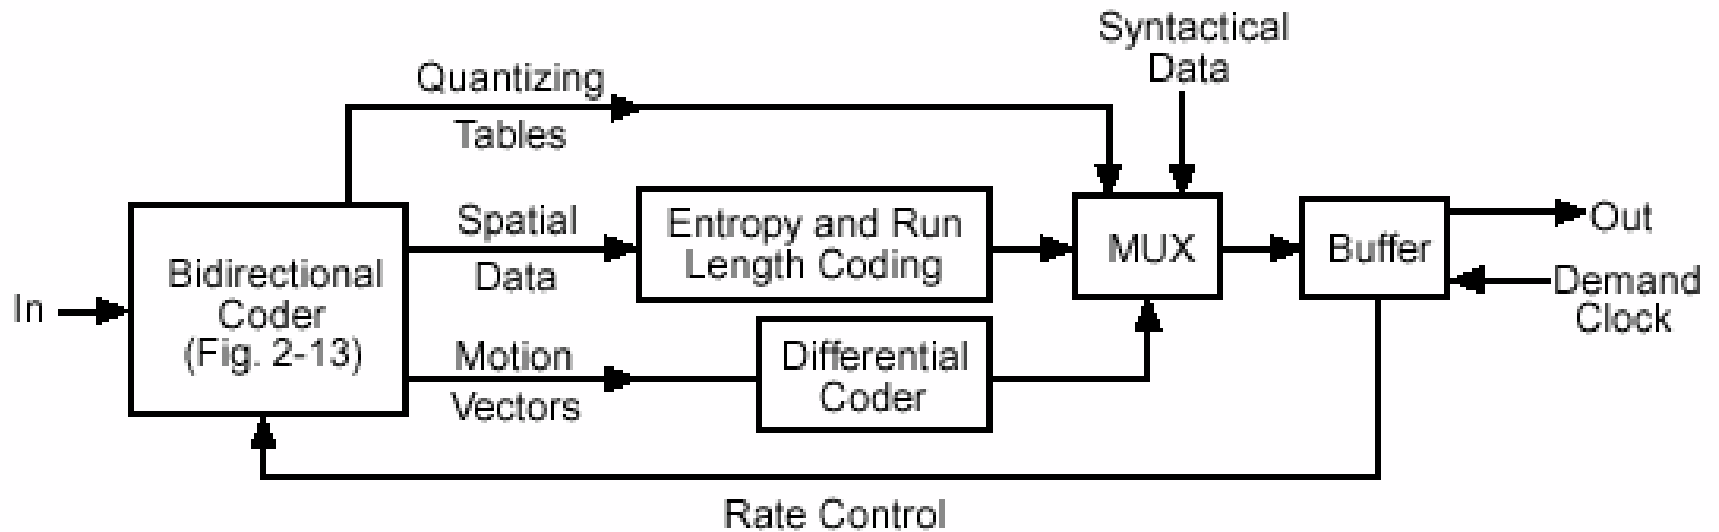 Syntactical
Data
Quantizing
Tables
Spatial
Data
Entropy and Run
Length Coding
MUX
Buffer
Out
Demand
Clock
In
Bidirectional
Coder
(Fig. 2-13)
Motion
Vectors
Differential
Coder
Rate Control